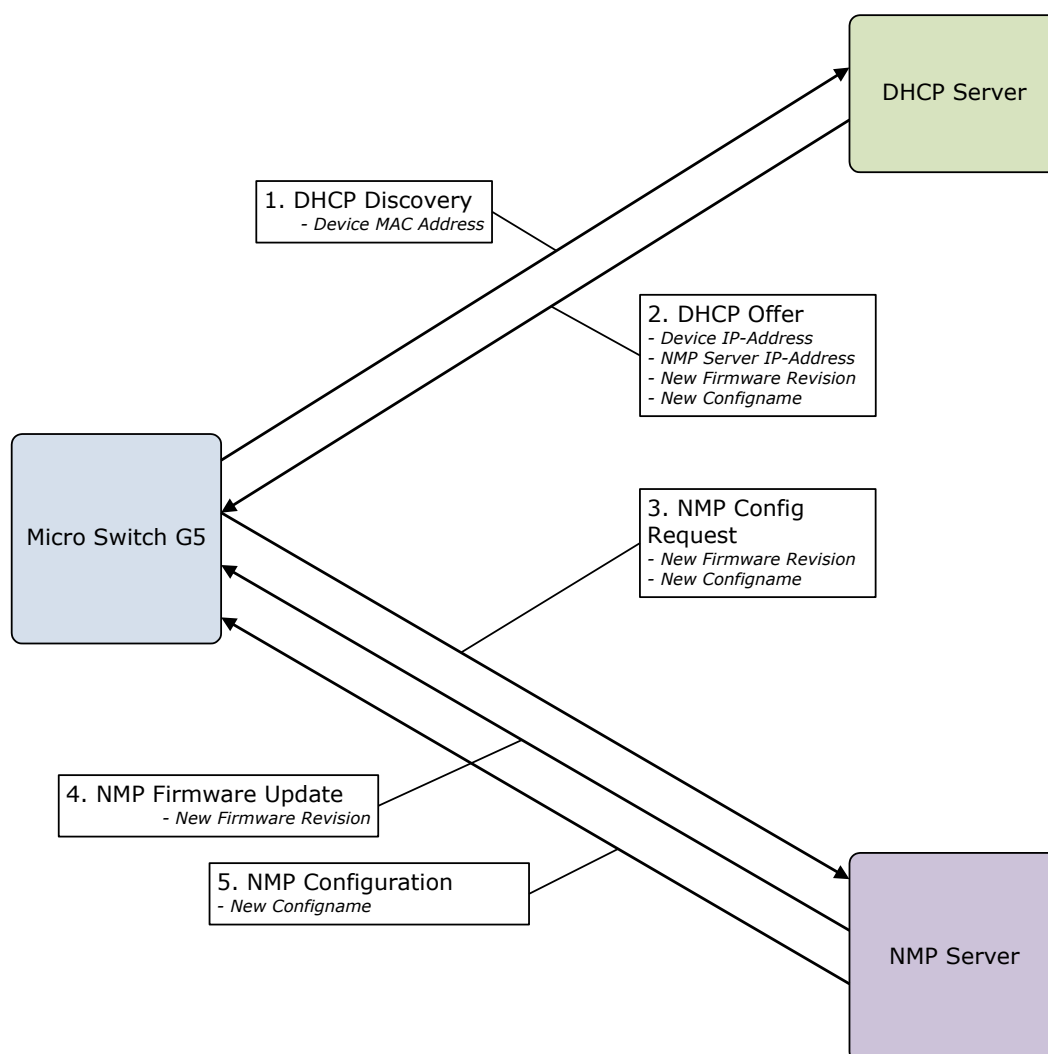 DHCP Server
1. DHCP Discovery
- Device MAC Address
2. DHCP Offer
- Device IP-Address
- NMP Server IP-Address
- New Firmware Revision
- New Configname
Micro Switch G5
3. NMP Config
Request
- New Firmware Revision
- New Configname
4. NMP Firmware Update
- New Firmware Revision
5. NMP Configuration
- New Configname
NMP Server